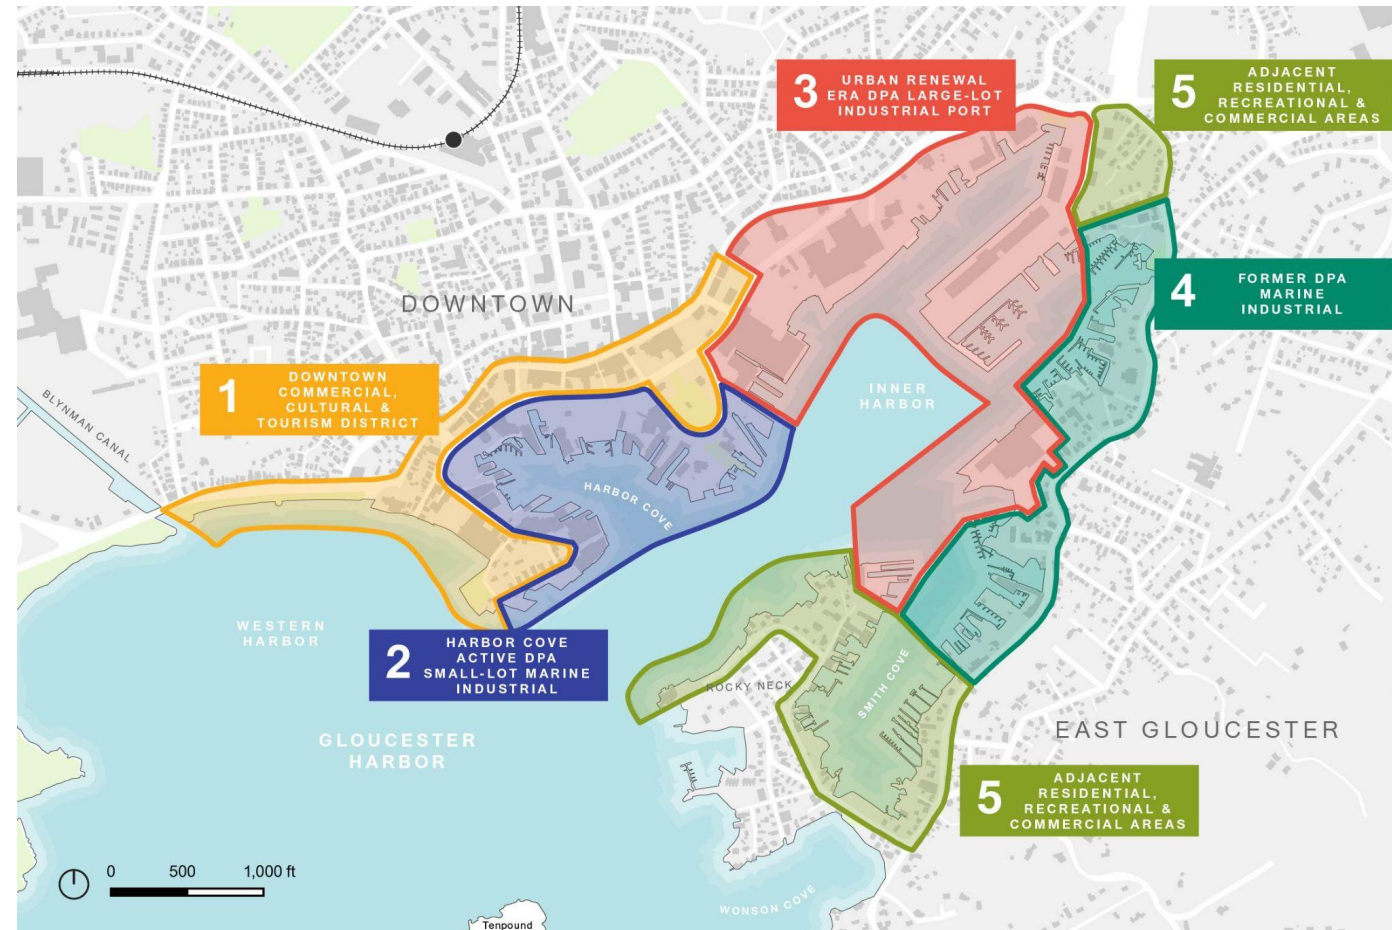 3
URBAN RENEWAL
ERA DPA LARGE-LOT
INDUSTRIAL PORT
5
ADJACENT
RESIDENTIAL,
RECREATIONAL &
COMMERCIAL AREAS
4
FORMER DPA
MARINE
INDUSTRIAL
DOWNTOWN
1
DOWNTOWN
COMMERCIAL,
CULTURAL &
TOURISM DISTRICT
INNER
HARBOR
BLYNMAN CANAL
HARBOR COVE
WESTERN
HARBOR
2
HARBOR COVE
ACTIVE DPA
SMALL-LOT MARINE
INDUSTRIAL
ROCKY NECK
SMITH COVE
GLOUCESTER
HARBOR
EAST GLOUCESTER
5
ADJACENT
RESIDENTIAL,
RECREATIONAL &
COMMERCIAL AREAS
0 500 1,000 ft
WONSON COVE
Tenpound